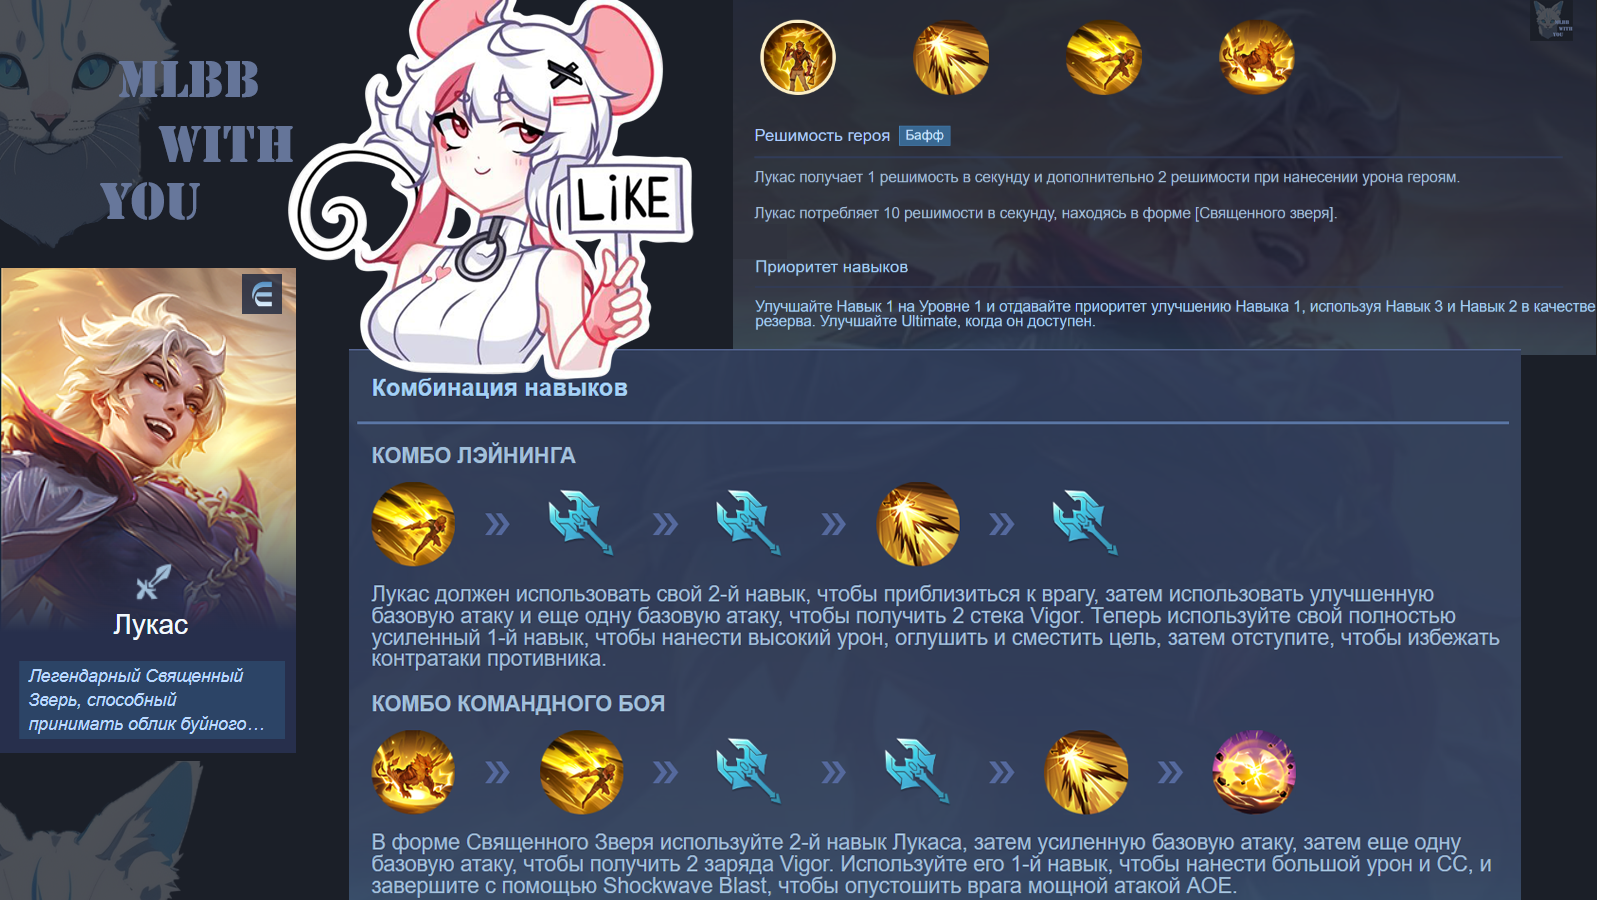 MLBB
WITH
YOU
LiKE
MLBB
WITH
YOU
Решимость героя Бафф
Лукас получает 1 решимость в секунду и дополнительно 2 решимости при нанесении урона героям.
Лукас потребляет 10 решимости в секунду, находясь в форме [Священного зверя].
Приоритет навыков
Улучшайте Навык 1 на Уровне 1 и отдавайте приоритет улучшению Навыка 1, используя Навык 3 и Навык 2 в качестве
резерва. Улучшайте Ultimate, когда он доступен.
Лукас
Легендарный Священный
Зверь, способный
принимать облик буйного…
Комбинация навыков
КОМБО ЛЭЙНИНГА
Лукас должен использовать свой 2-й навык, чтобы приблизиться к врагу, затем использовать улучшенную
базовую атаку и еще одну базовую атаку, чтобы получить 2 стека Vigor. Теперь используйте свой полностью
усиленный 1-й навык, чтобы нанести высокий урон, оглушить и сместить цель, затем отступите, чтобы избежать
контратаки противника.
КОМБО КОМАНДНОГО БОЯ
В форме Священного Зверя используйте 2-й навык Лукаса, затем усиленную базовую атаку, затем еще одну
базовую атаку, чтобы получить 2 заряда Vigor. Используйте его 1-й навык, чтобы нанести большой урон и CC, и
завершите с помощью Shockwave Blast, чтобы опустошить врага мощной атакой AOE.